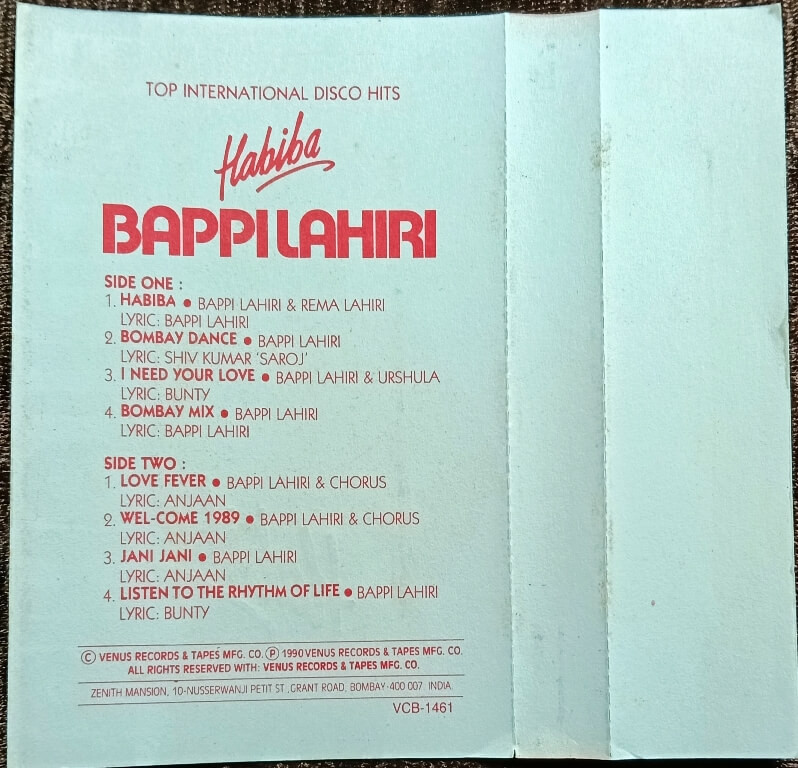 TOP INTERNATIONAL DISCO HITS
Habiba
BAPPI LAHIRI
SIDE ONE :
1. HABIBA ● BAPPI LAHIRI & REMA LAHIRI
LYRIC: BAPPI LAHIRI
2. BOMBAY DANCE ● BAPPI LAHIRI
LYRIC: SHIV KUMAR 'SAROJ'
3. I NEED YOUR LOVE ● BAPPI LAHIRI & URSHULA
LYRIC: BUNTY
4. BOMBAY MIX ● BAPPI LAHIRI
LYRIC: BAPPI LAHIRI
SIDE TWO :
1. LOVE FEVER ● BAPPI LAHIRI & CHORUS
LYRIC: ANJAAN
2. WEL-COME 1989 ● BAPPI LAHIRI & CHORUS
LYRIC: ANJAAN
3. JANI JANI ● BAPPI LAHIRI
LYRIC: ANJAAN
4. LISTEN TO THE RHYTHM OF LIFE ● BAPPI LAHIRI
LYRIC: BUNTY
Ⓒ VENUS RECORDS & TAPES MFG. CO. Ⓟ 1990 VENUS RECORDS & TAPES MFG. CO.
ALL RIGHTS RESERVED WITH: VENUS RECORDS & TAPES MFG. CO.
ZENITH MANSION, 10-NUSSERWANJI PETIT ST., GRANT ROAD, BOMBAY-400 007. INDIA.
VCB-1461